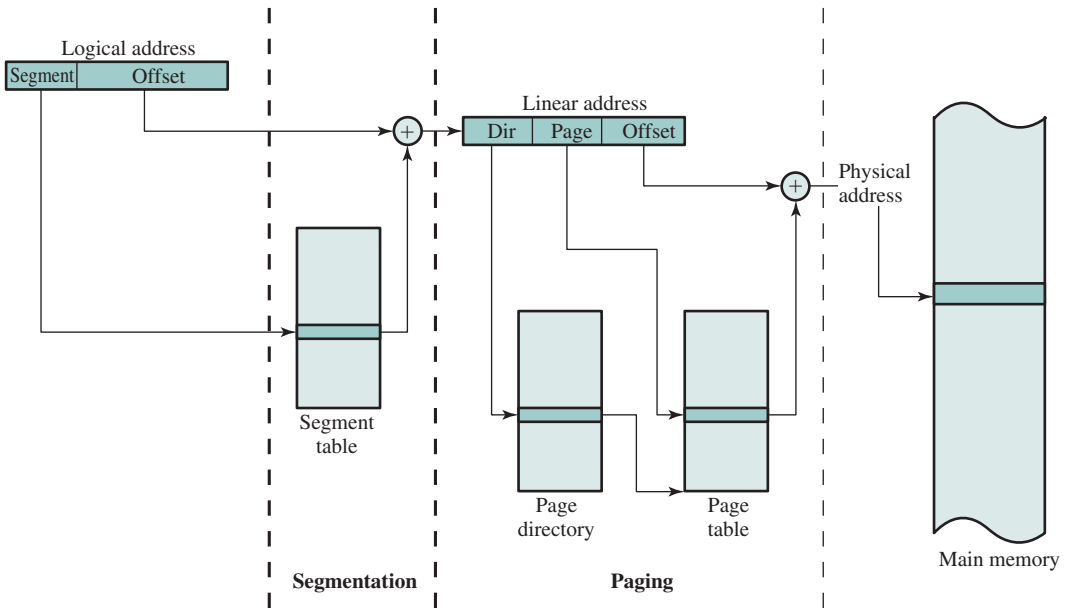 Logical address
Segment Offset
Linear address
Dir Page Offset
+
+
Physical
address
Segment
table
Page
directory
Page
table
Main memory
Segmentation
Paging